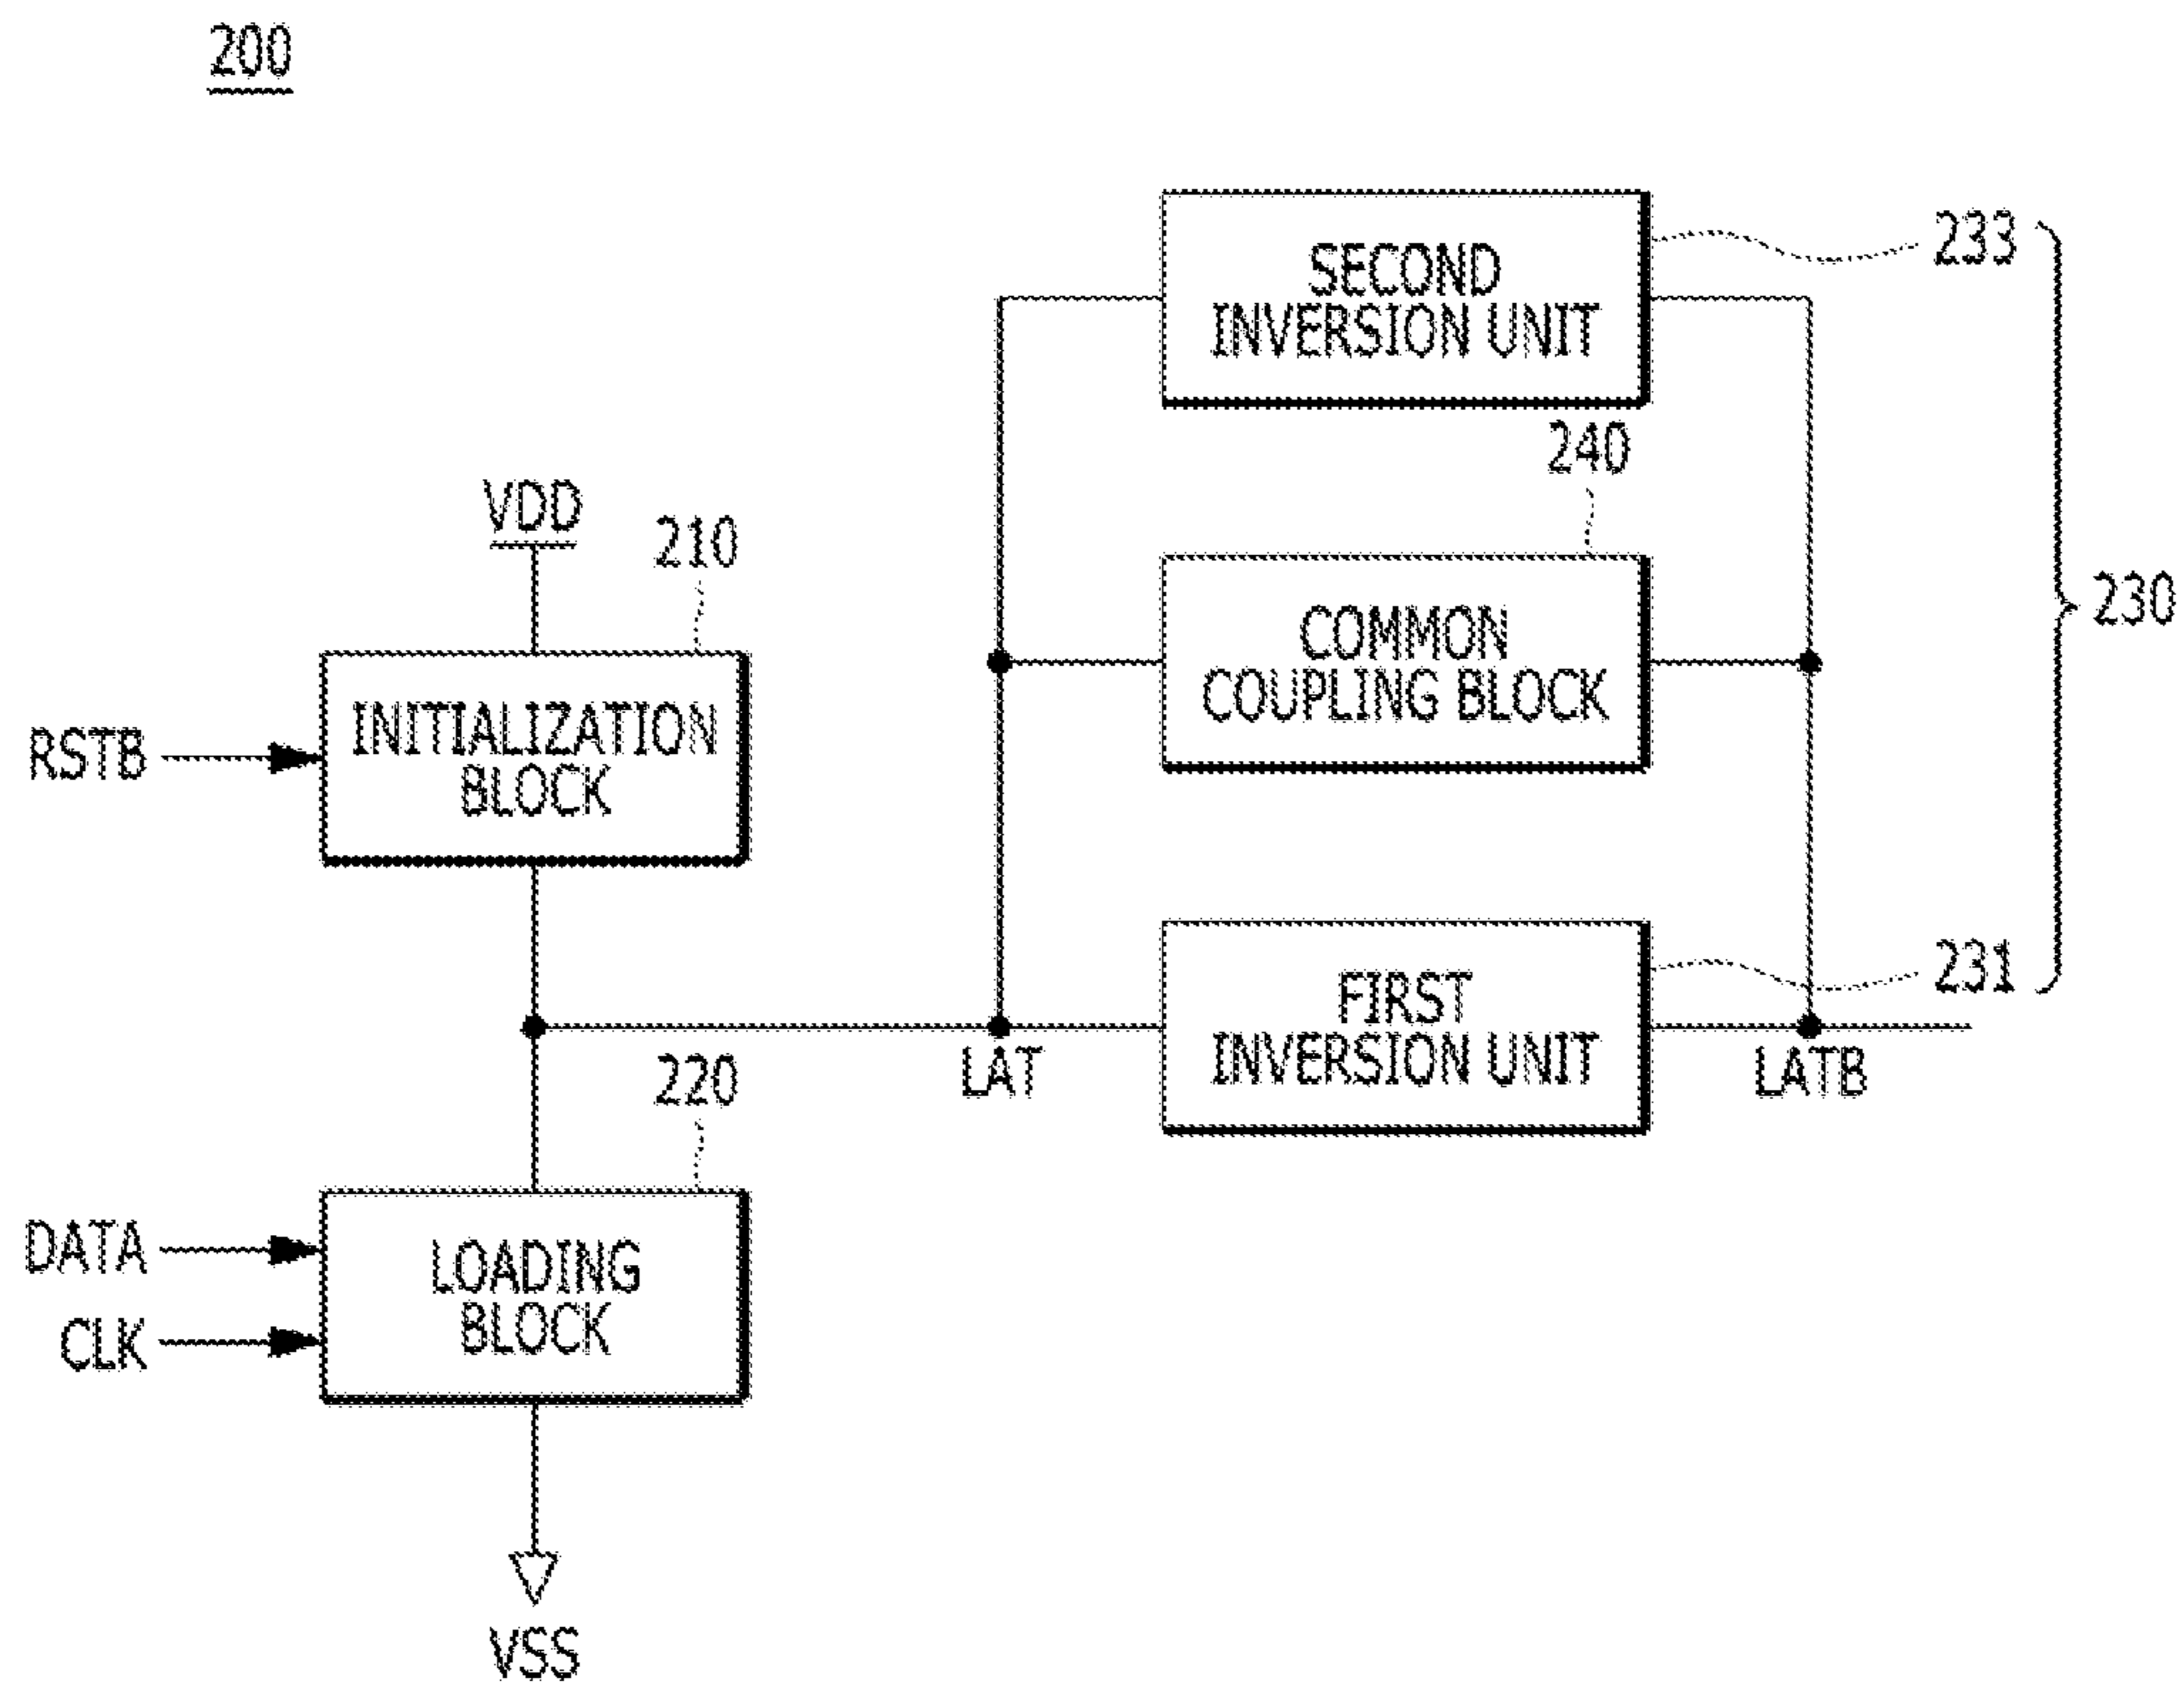 200
SECOND
INVERSION UNIT
233
240
VDD
210
COMMON
COUPLING BLOCK
230
RSTB
INITIALIZATION
BLOCK
FIRST
INVERSION UNIT
231
LAT
LATB
220
DATA
CLK
LOADING
BLOCK
VSS